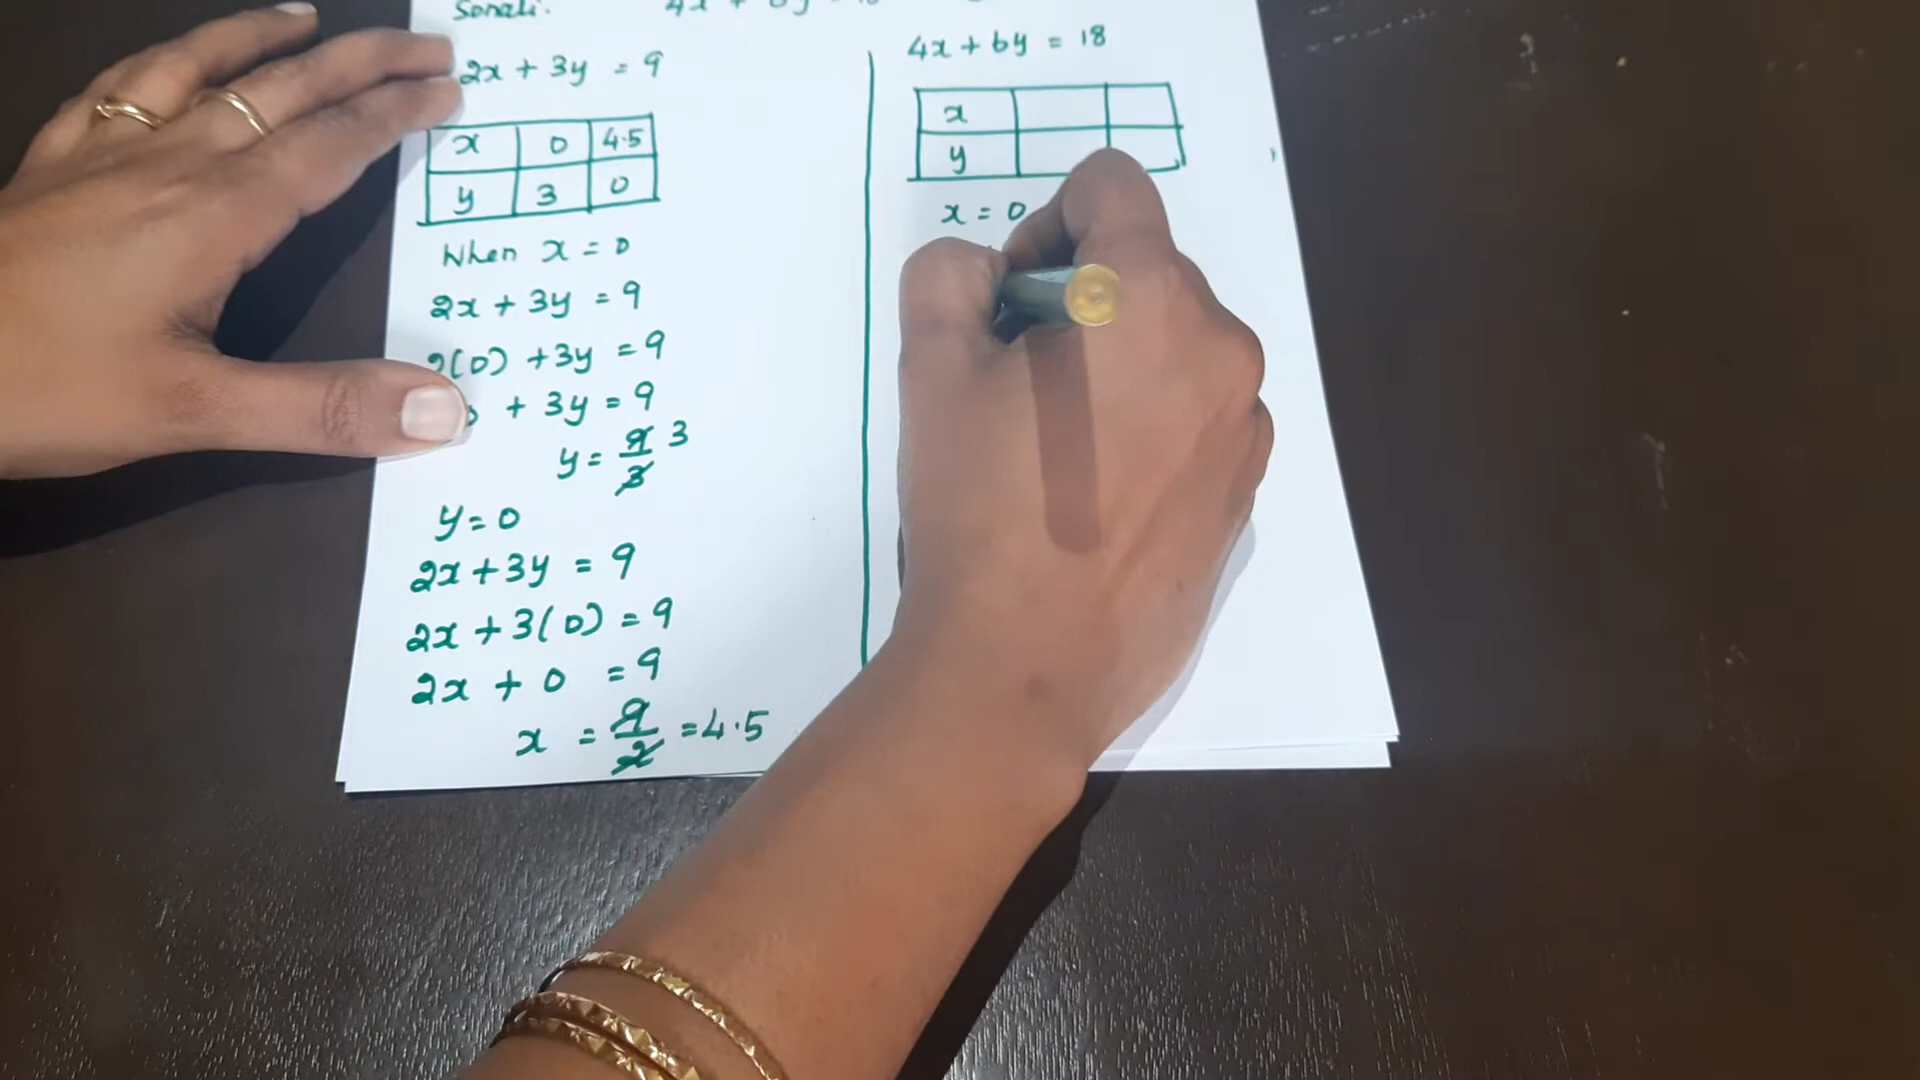 Sonali:
2x + 3y = 9
x 0 4.5
y 3 0
When x = 0
2x + 3y = 9
2(0) + 3y = 9
+ 3y = 9
y = 9/3 3
y = 0
2x + 3y = 9
2x + 3(0) = 9
2x + 0 = 9
x = 9/2 = 4.5
4x + 6y = 18
x
y
x = 0